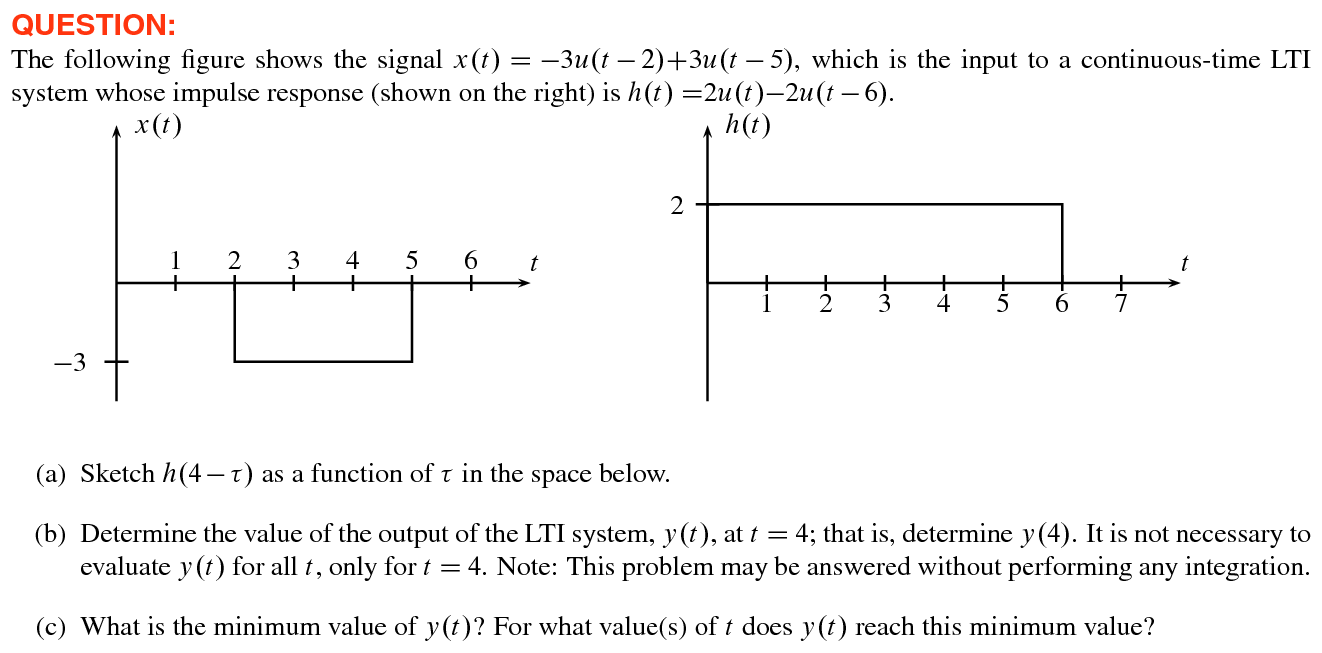 QUESTION:
The following figure shows the signal x(t) = −3u(t − 2)+3u(t − 5), which is the input to a continuous-time LTI
system whose impulse response (shown on the right) is h(t) =2u(t)−2u(t − 6).
x(t)
h(t)
2
1 2 3 4 5 6 t
t
1 2 3 4 5 6 7
−3
(a) Sketch h(4 − τ) as a function of τ in the space below.
(b) Determine the value of the output of the LTI system, y(t), at t = 4; that is, determine y(4). It is not necessary to
evaluate y(t) for all t, only for t = 4. Note: This problem may be answered without performing any integration.
(c) What is the minimum value of y(t)? For what value(s) of t does y(t) reach this minimum value?